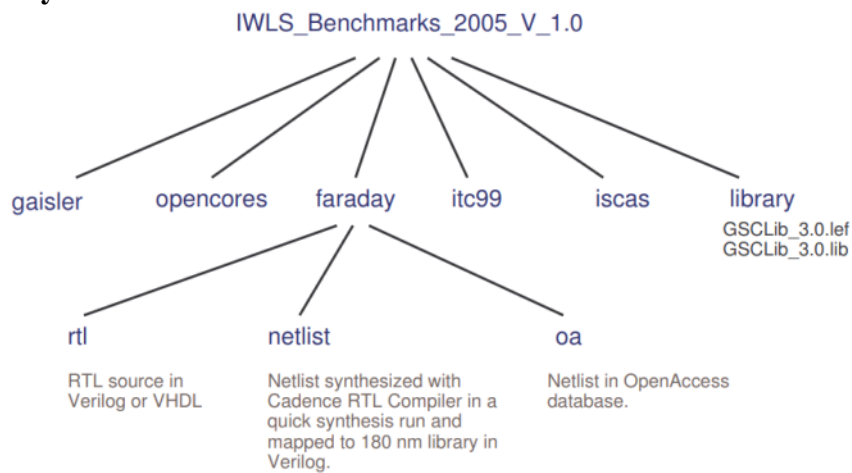 IWLS_Benchmarks_2005_V_1.0
gaisler
opencores
faraday
itc99
iscas
library
GSCLib_3.0.lef
GSCLib_3.0.lib
rtl
netlist
oa
RTL source in
Verilog or VHDL
Netlist synthesized with
Cadence RTL Compiler in a
quick synthesis run and
mapped to 180 nm library in
Verilog.
Netlist in OpenAccess
database.